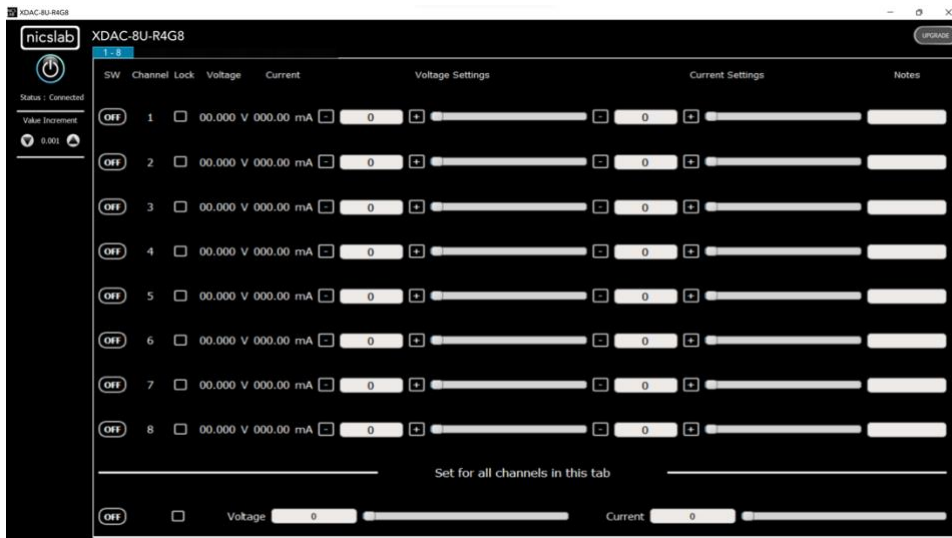 XDAC-8U-R4G8
nicslab XDAC-8U-R4G8 UPGRADE
1 - 8
SW Channel Lock Voltage Current Voltage Settings Current Settings Notes
Status : Connected
Value Increment
0.001
OFF 1 00.000 V 000.00 mA - 0 + - 0 +
OFF 2 00.000 V 000.00 mA - 0 + - 0 +
OFF 3 00.000 V 000.00 mA - 0 + - 0 +
OFF 4 00.000 V 000.00 mA - 0 + - 0 +
OFF 5 00.000 V 000.00 mA - 0 + - 0 +
OFF 6 00.000 V 000.00 mA - 0 + - 0 +
OFF 7 00.000 V 000.00 mA - 0 + - 0 +
OFF 8 00.000 V 000.00 mA - 0 + - 0 +
Set for all channels in this tab
OFF Voltage 0 Current 0